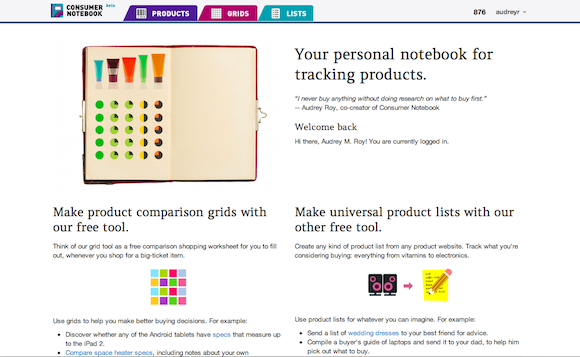 CONSUMER
NOTEBOOK beta
PRODUCTS
GRIDS
LISTS
876 audreyr
Your personal notebook for
tracking products.
“I never buy anything without doing research on what to buy first.”
-- Audrey Roy, co-creator of Consumer Notebook
Welcome back
Hi there, Audrey M. Roy! You are currently logged in.
Make product comparison grids with
our free tool.
Think of our grid tool as a free comparison shopping worksheet for you to fill
out, whenever you shop for a big-ticket item.
Use grids to help you make better buying decisions. For example:
• Discover whether any of the Android tablets have specs that measure up
to the iPad 2.
• Compare space heater specs, including notes about your own
Make universal product lists with our
other free tool.
Create any kind of product list from any product website. Track what you're
considering buying: everything from vitamins to electronics.
Use product lists for whatever you can imagine. For example:
• Send a list of wedding dresses to your best friend for advice.
• Compile a buyer's guide of laptops and send it to your dad, to help him
pick out what to buy.